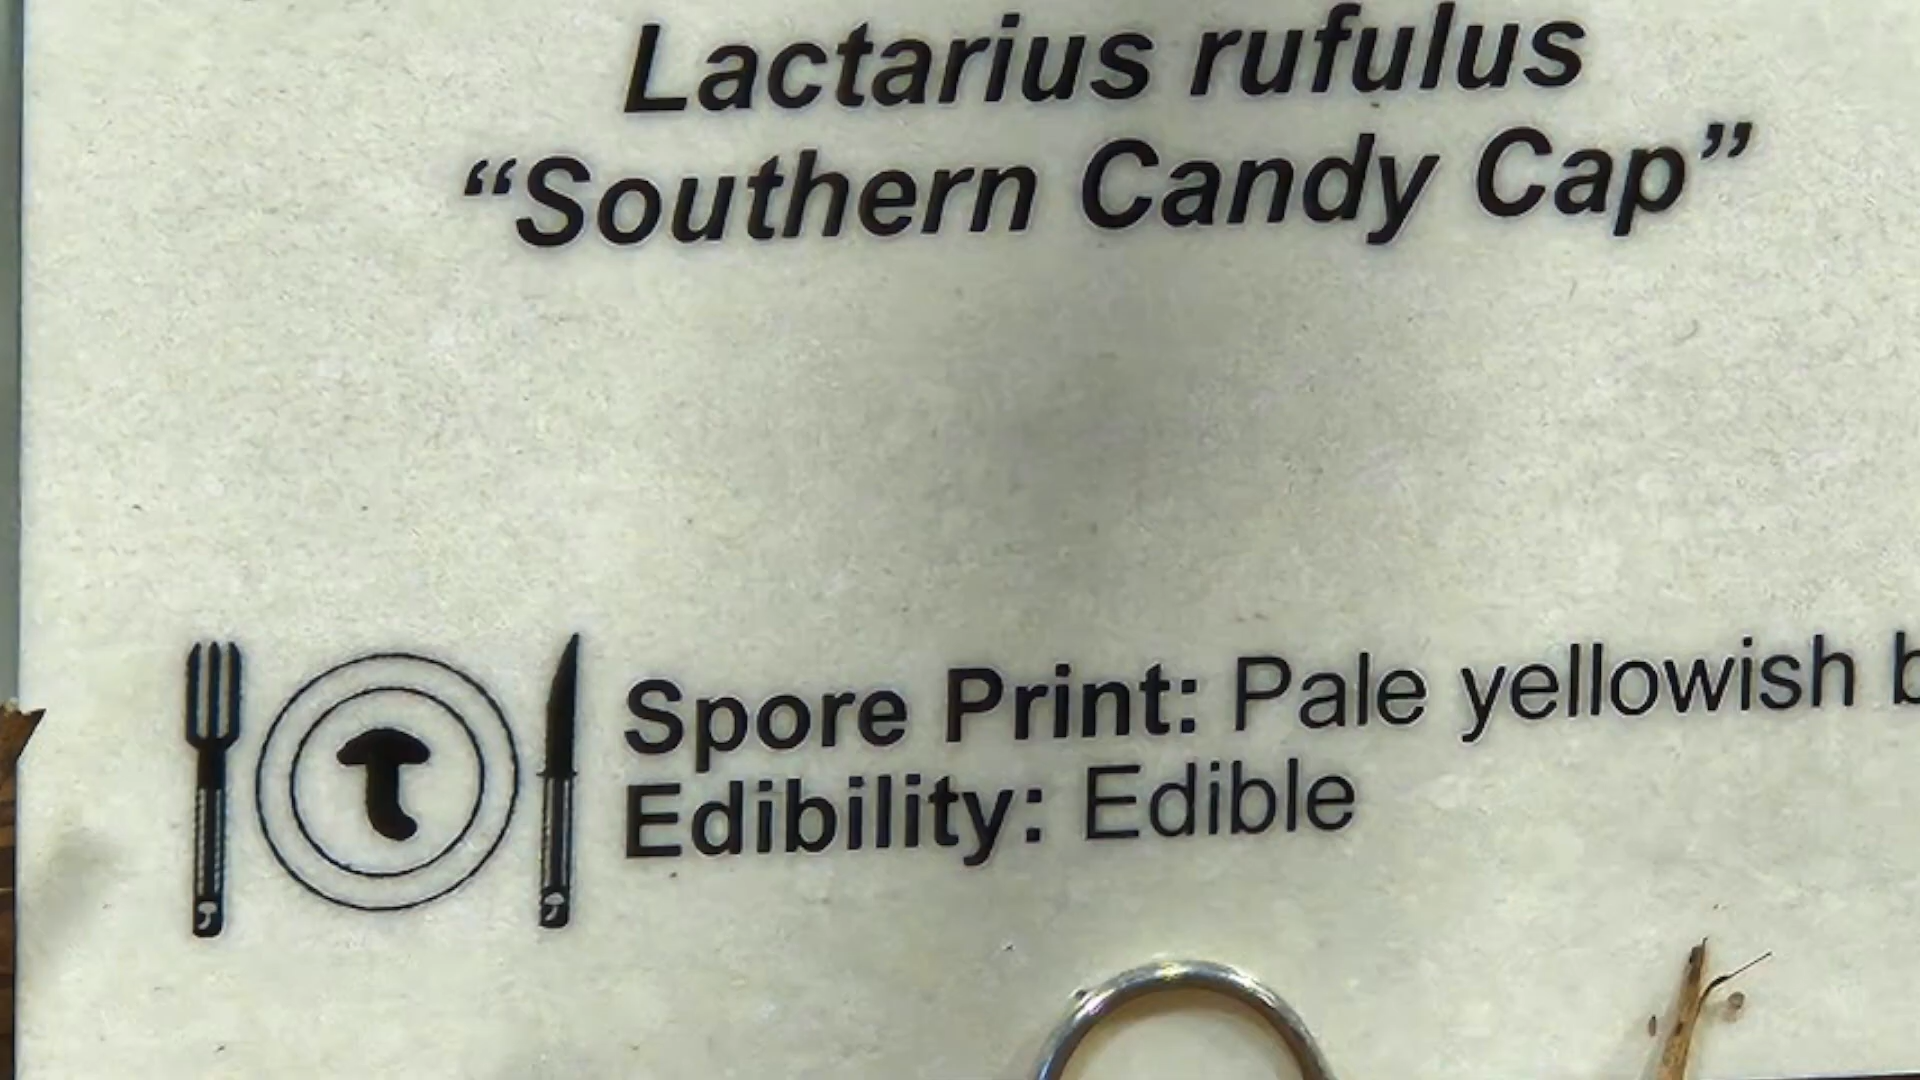 Lactarius rufulus
“Southern Candy Cap”
Spore Print: Pale yellowish
Edibility: Edible